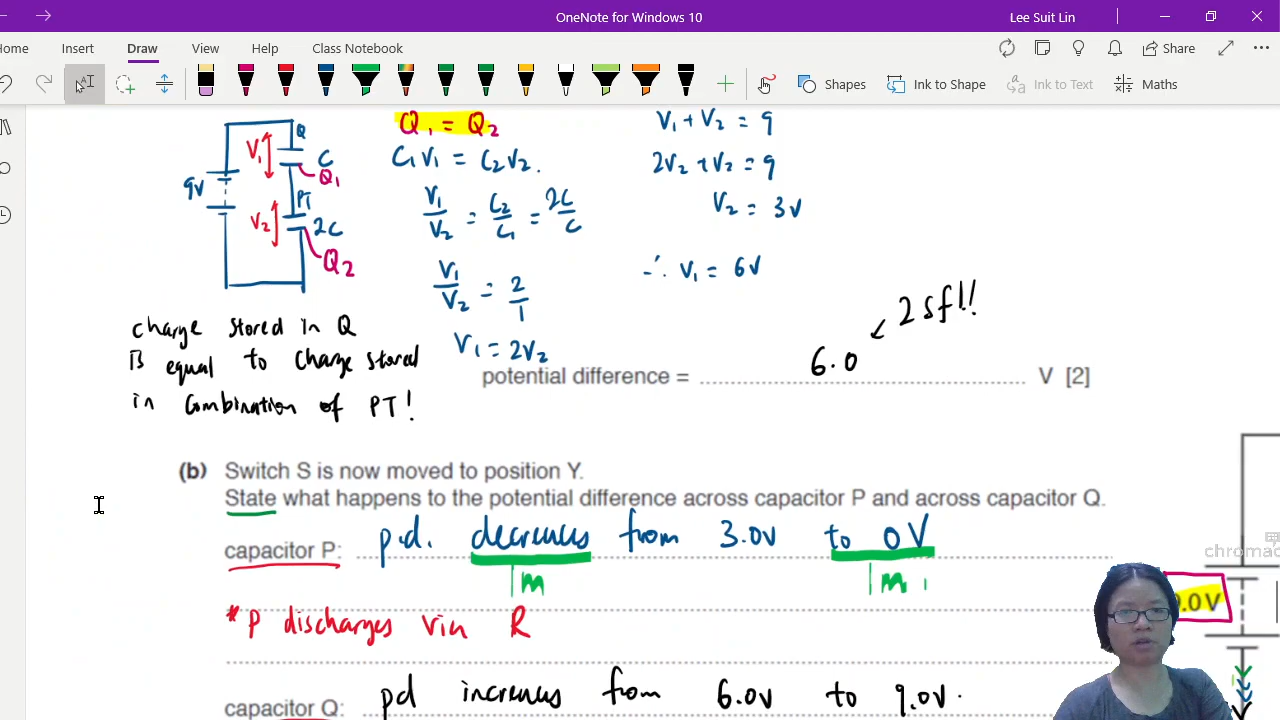 OneNote for Windows 10
Lee Suit Lin
Home Insert Draw View Help Class Notebook Share
Shapes Ink to Shape Ink to Text Maths
Q₁ = Q₂
C₁V₁ = C₂V₂.
V₁/V₂ = C₂/C₁ = 2C/C
V₁/V₂ = 2/1
V₁ = 2V₂
V₁ + V₂ = 9
2V₂ + V₂ = 9
V₂ = 3V
∴ V₁ = 6V
9V
V₁
Q
C
Q₁
PT
V₂
2C
Q₂
charge stored in Q
is equal to charge stored
in combination of PT!
2 sf!!
potential difference = 6.0 V [2]
(b) Switch S is now moved to position Y.
State what happens to the potential difference across capacitor P and across capacitor Q.
capacitor P: p.d. decreases from 3.0V to 0V
1m 1m
* P discharges via R
capacitor Q: pd increases from 6.0V to 9.0V.
.0V